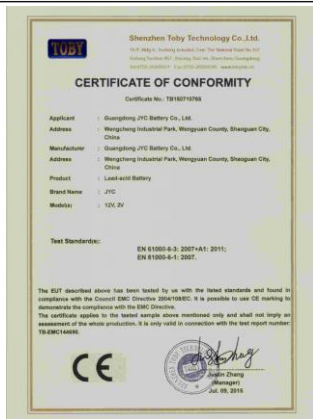 TOBY
Shenzhen Toby Technology Co.,Ltd.
CERTIFICATE OF CONFORMITY
Certificate No.: TB150716765
Applicant : Guangdong JYC Battery Co., Ltd.
Address : Wengcheng Industrial Park, Wengyuan County, Shaoguan City,
China
Manufacturer : Guangdong JYC Battery Co., Ltd.
Address : Wengcheng Industrial Park, Wengyuan County, Shaoguan City,
China
Product : Lead-acid Battery
Brand Name : JYC
Model(s): : 12V, 2V
Test Standard(s):
EN 61000-6-3: 2007+A1: 2011;
EN 61000-6-1: 2007.
The EUT described above has been tested by us with the listed standards and found in
compliance with the Council EMC Directive 2004/108/EC. It is possible to use CE marking to
demonstrate the compliance with the EMC Directive.
The certificate applies to the tested sample above mentioned only and shall not imply an
assessment of the whole production. It is only valid in connection with the test report number:
TB-EMC144690.
CE
Justin Zhang
(Manager)
Jul. 09, 2015